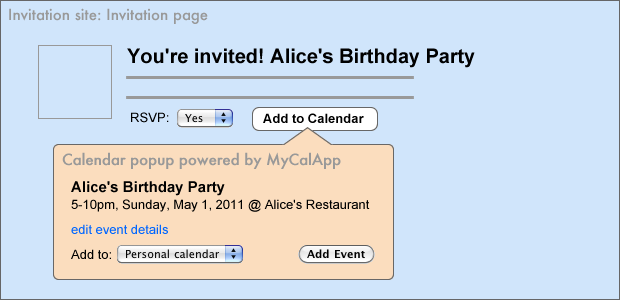 Invitation site: Invitation page
You're invited! Alice's Birthday Party
RSVP: Yes Add to Calendar
Calendar popup powered by MyCalApp
Alice's Birthday Party
5-10pm, Sunday, May 1, 2011 @ Alice's Restaurant
edit event details
Add to: Personal calendar Add Event